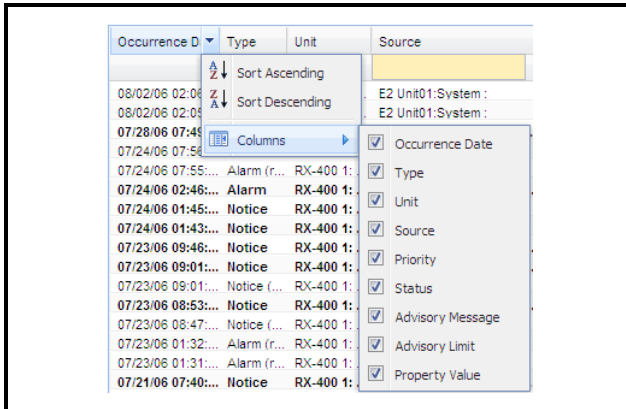 Occurrence D Type Unit Source
Sort Ascending
Sort Descending
Columns
Occurrence Date
Type
Unit
Source
Priority
Status
Advisory Message
Advisory Limit
Property Value
08/02/06 02:06 . E2 Unit01:System :
08/02/06 02:05 . E2 Unit01:System :
07/28/06 07:49
07/24/06 07:56
07/24/06 07:55:... Alarm (r... RX-400 1: .
07/24/06 02:46:... Alarm RX-400 1: .
07/24/06 01:45:... Notice RX-400 1: .
07/24/06 01:43:... Notice RX-400 1: .
07/23/06 09:46:... Notice RX-400 1: .
07/23/06 09:01:... Notice RX-400 1: .
07/23/06 09:01:... Notice (... RX-400 1: .
07/23/06 08:53:... Notice RX-400 1: .
07/23/06 08:47:... Notice (... RX-400 1: .
07/23/06 01:32:... Alarm (r... RX-400 1: .
07/23/06 01:31:... Alarm (r... RX-400 1: .
07/21/06 07:40:... Notice RX-400 1: .